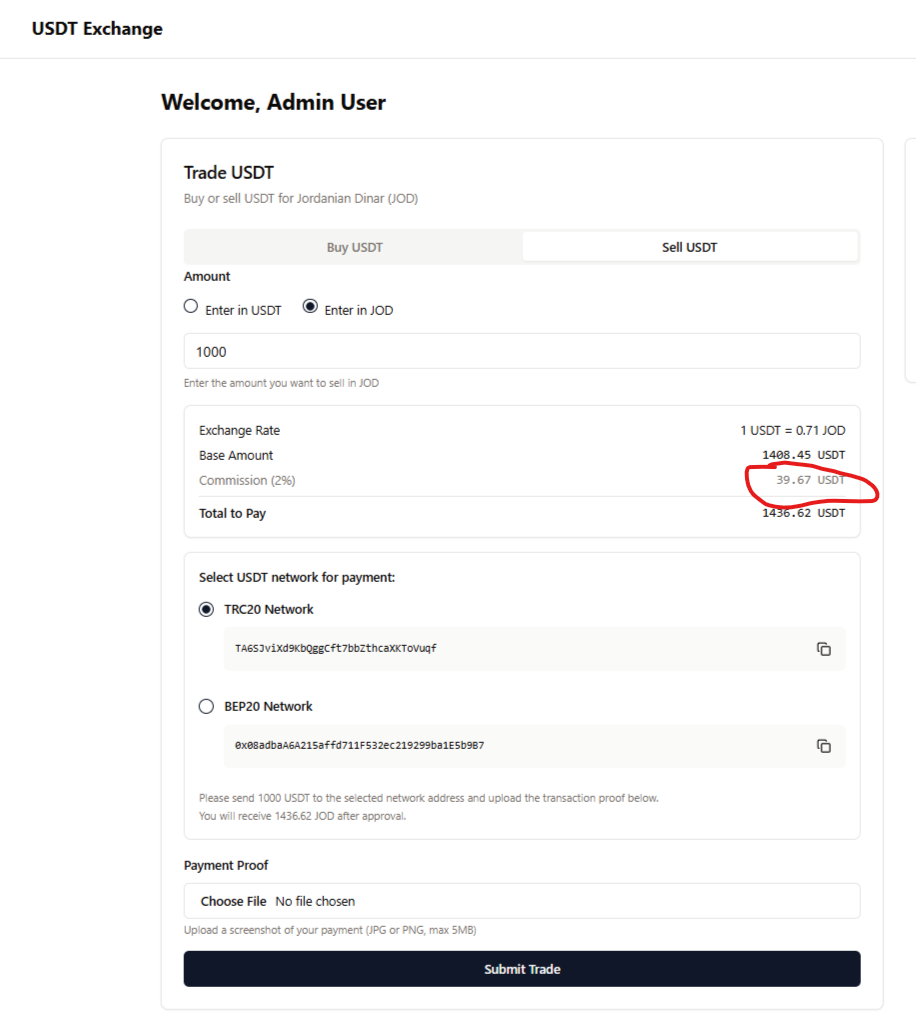 USDT Exchange
Welcome, Admin User
Trade USDT
Buy or sell USDT for Jordanian Dinar (JOD)
Buy USDT Sell USDT
Amount
Enter in USDT Enter in JOD
1000
Enter the amount you want to sell in JOD
Exchange Rate 1 USDT = 0.71 JOD
Base Amount 1408.45 USDT
Commission (2%) 39.67 USDT
Total to Pay 1436.62 USDT
Select USDT network for payment:
TRC20 Network
TA6SJviXd9KbQggCft7bbZthcaXKToVuqf
BEP20 Network
0x08adbaA6A215affd711F532ec219299ba1E5b9B7
Please send 1000 USDT to the selected network address and upload the transaction proof below.
You will receive 1436.62 JOD after approval.
Payment Proof
Choose File No file chosen
Upload a screenshot of your payment (JPG or PNG, max 5MB)
Submit Trade